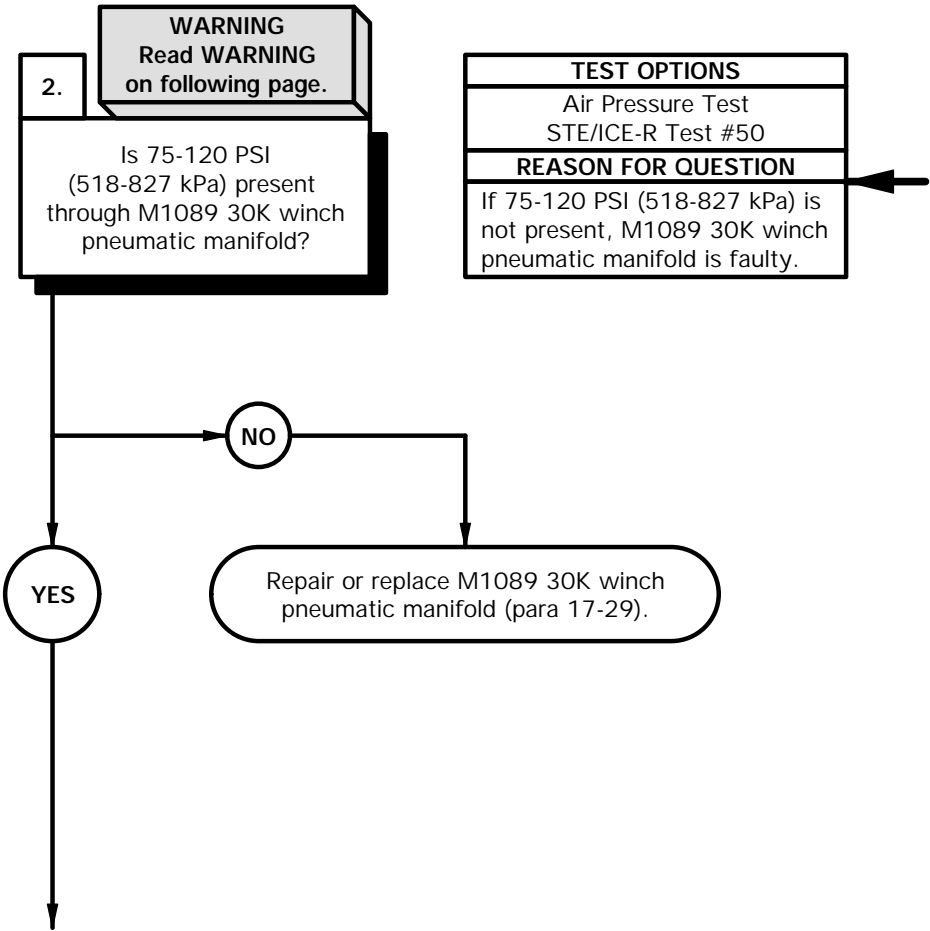 WARNING
Read WARNING
on following page.
2.
Is 75-120 PSI
(518-827 kPa) present
through M1089 30K winch
pneumatic manifold?
TEST OPTIONS
Air Pressure Test
STE/ICE-R Test #50
REASON FOR QUESTION
If 75-120 PSI (518-827 kPa) is
not present, M1089 30K winch
pneumatic manifold is faulty.
NO
YES
Repair or replace M1089 30K winch
pneumatic manifold (para 17-29).